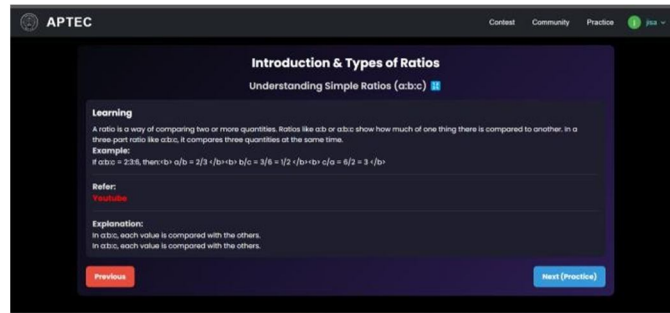 APTEC
Contest Community Practice jisa
Introduction & Types of Ratios
Understanding Simple Ratios (a:b:c)
Learning
A ratio is a way of comparing two or more quantities. Ratios like a:b or a:b:c show how much of one thing there is compared to another. In a
three part ratio like a:b:c, it compares three quantities at the same time.
Example:
If a:b:c = 2:3:6, then:<b> a/b = 2/3 </b><b> b/c = 3/6 = 1/2 </b><b> c/a = 6/2 = 3 </b>
Refer:
Youtube
Explanation:
In a:b:c, each value is compared with the others.
In a:b:c, each value is compared with the others.
Previous
Next (Practice)